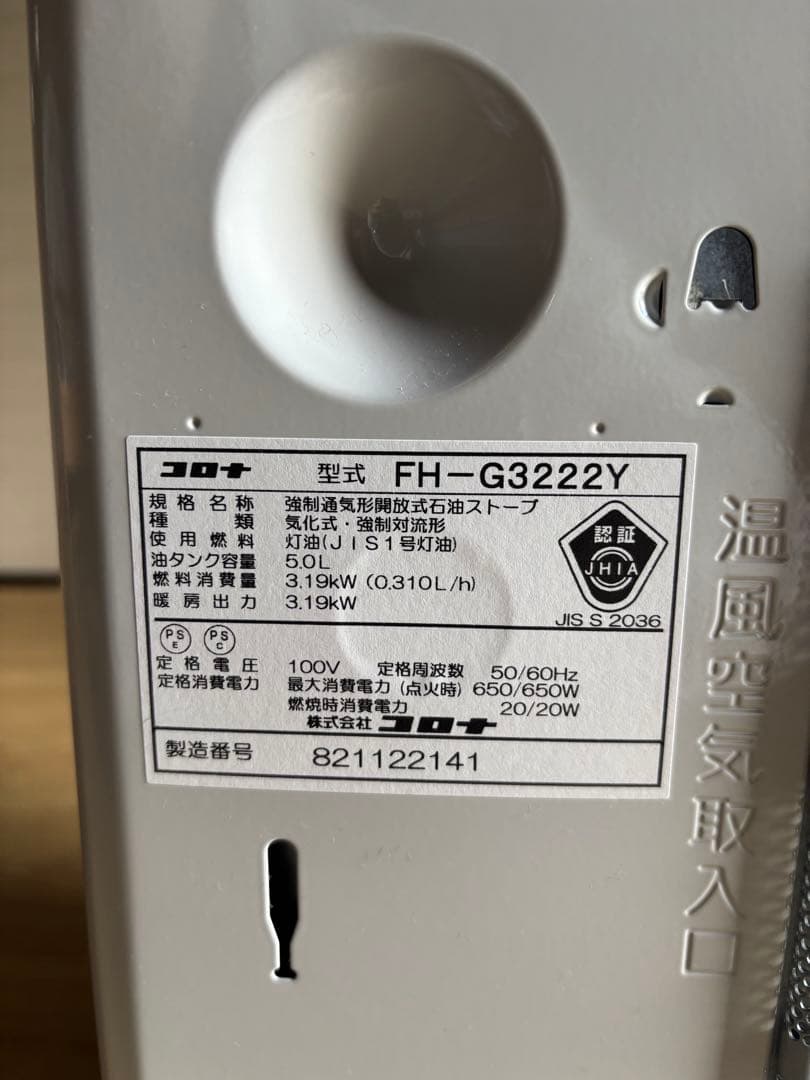 コロナ 型式 FH-G3222Y
規格名称 強制通気形開放式石油ストーブ
種類 気化式・強制対流形
使用燃料 灯油(JIS1号灯油)
油タンク容量 5.0L
燃料消費量 3.19kW (0.310L/h)
暖房出力 3.19kW
認証
JHIA
JIS S 2036
PS E PS C
定格電圧 100V 定格周波数 50/60Hz
定格消費電力 最大消費電力(点火時) 650/650W
燃焼時消費電力 20/20W
株式会社 コロナ
製造番号 821122141
温風空気取入口